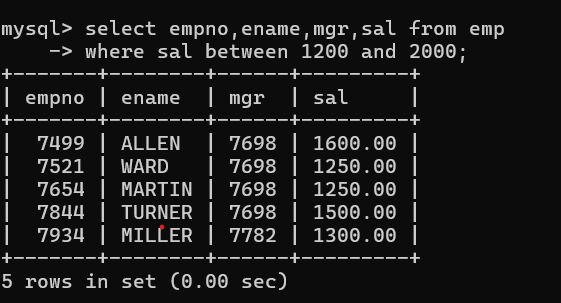 mysql> select empno,ename,mgr,sal from emp
    -> where sal between 1200 and 2000;
+-------+--------+------+---------+
| empno | ename  | mgr  | sal     |
+-------+--------+------+---------+
|  7499 | ALLEN  | 7698 | 1600.00 |
|  7521 | WARD   | 7698 | 1250.00 |
|  7654 | MARTIN | 7698 | 1250.00 |
|  7844 | TURNER | 7698 | 1500.00 |
|  7934 | MILLER | 7782 | 1300.00 |
+-------+--------+------+---------+
5 rows in set (0.00 sec)